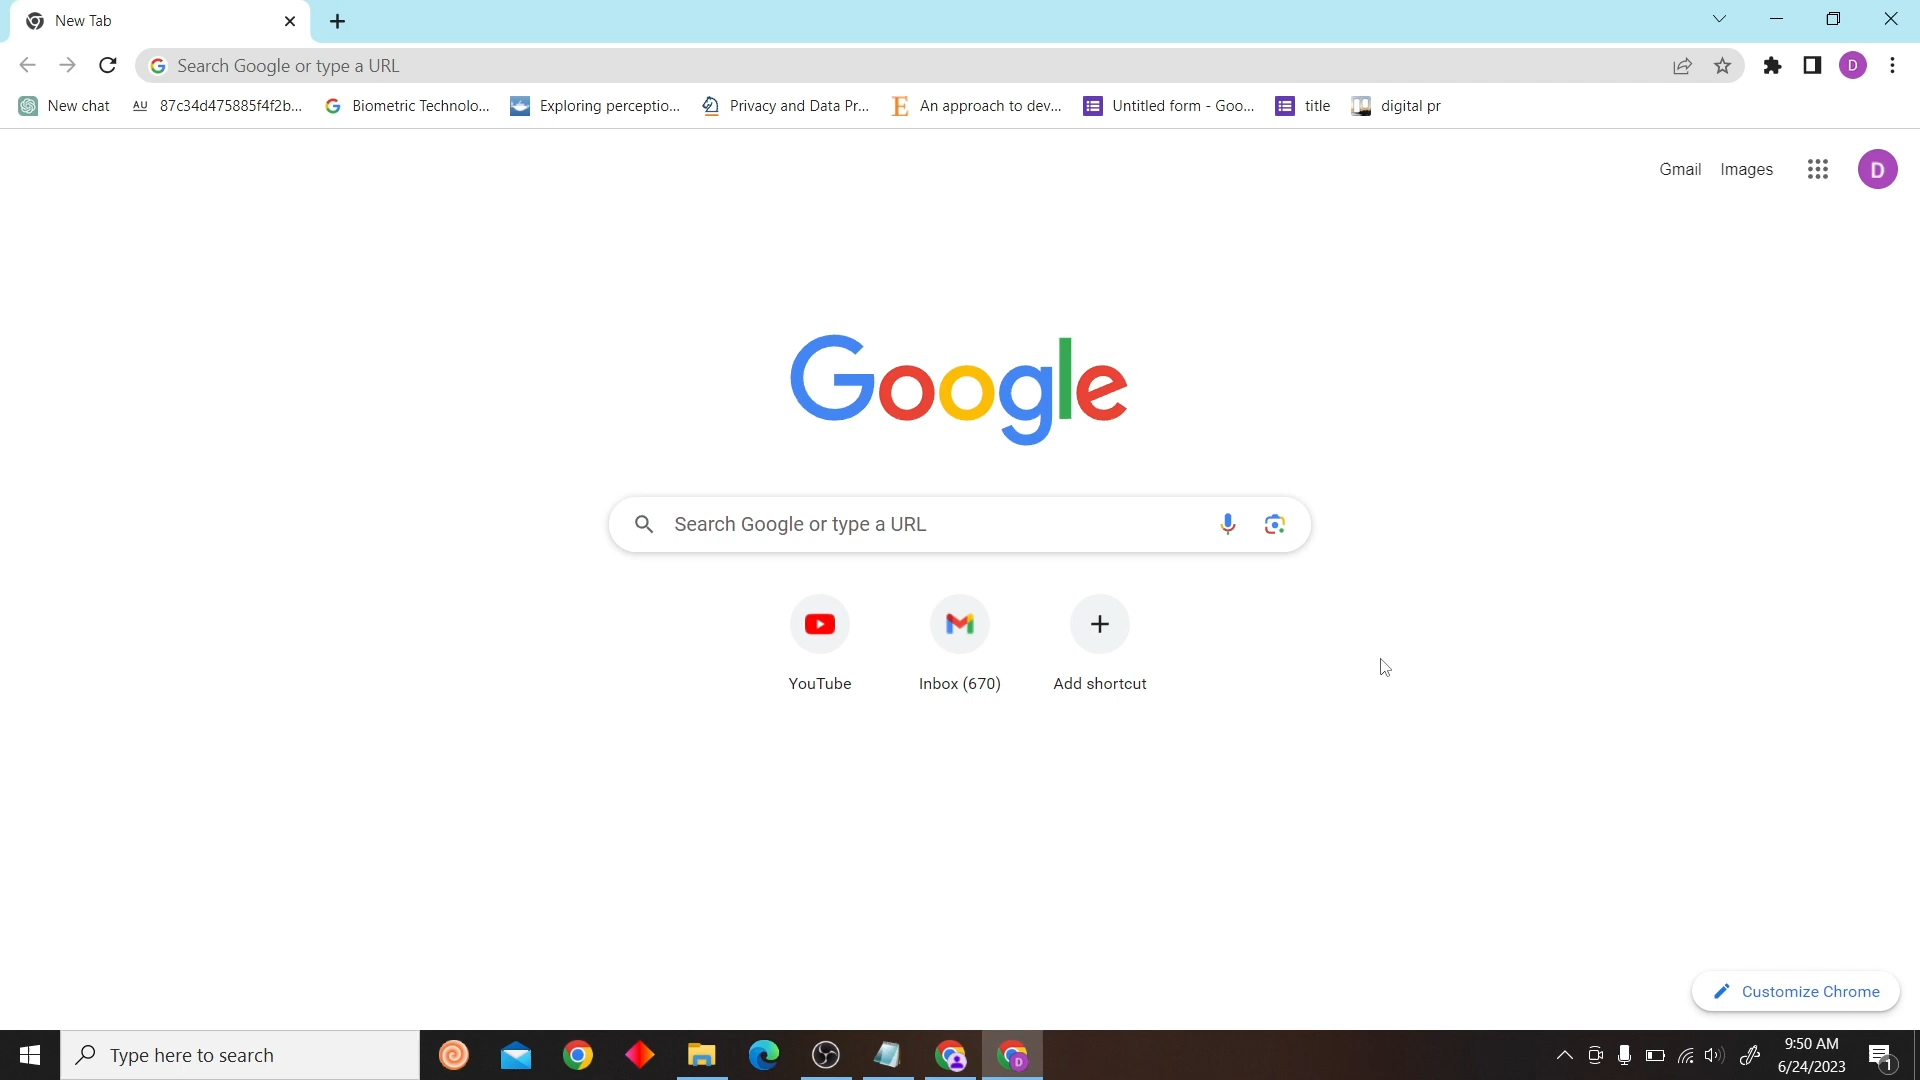 New Tab
Search Google or type a URL
D
New chat
AU 87c34d475885f4f2b...
Biometric Technolo...
Exploring perceptio...
Privacy and Data Pr...
E An approach to dev...
Untitled form - Goo...
title
digital pr
Gmail Images D
Google
Search Google or type a URL
YouTube
Inbox (670)
Add shortcut
Customize Chrome
Type here to search
D
9:50 AM
6/24/2023
1